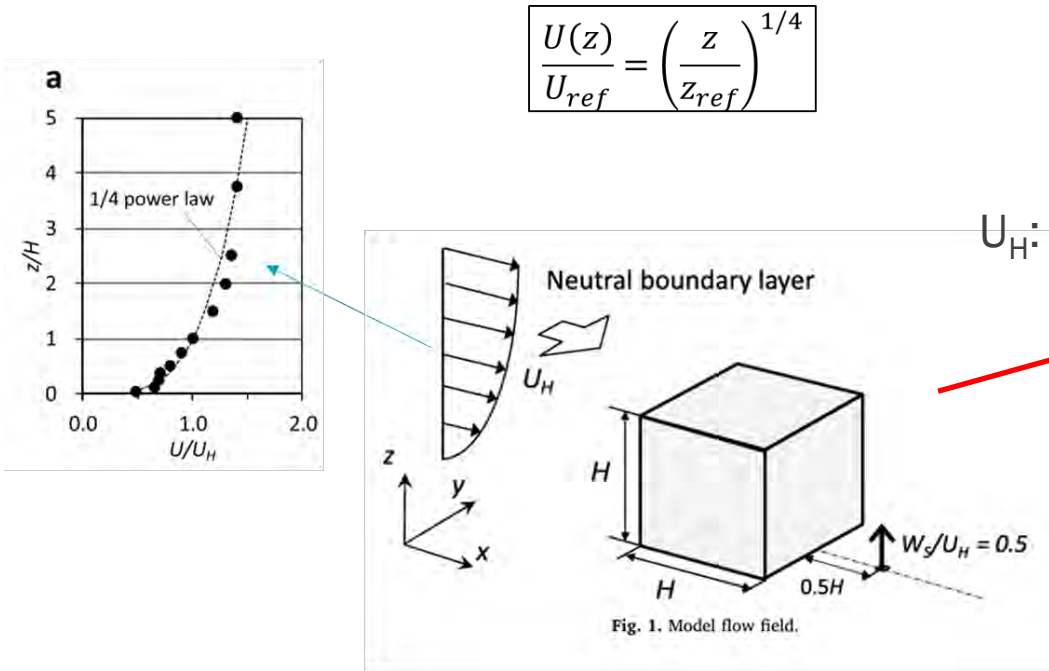 U(z)/U_ref = (z/z_ref)^1/4
a
5
4
3
2
1
0
z/H
1/4 power law
0.0 1.0 2.0
U/U_H
U_H:
Neutral boundary layer
U_H
z
y
x
H
H
0.5H
W_S/U_H = 0.5
Fig. 1. Model flow field.